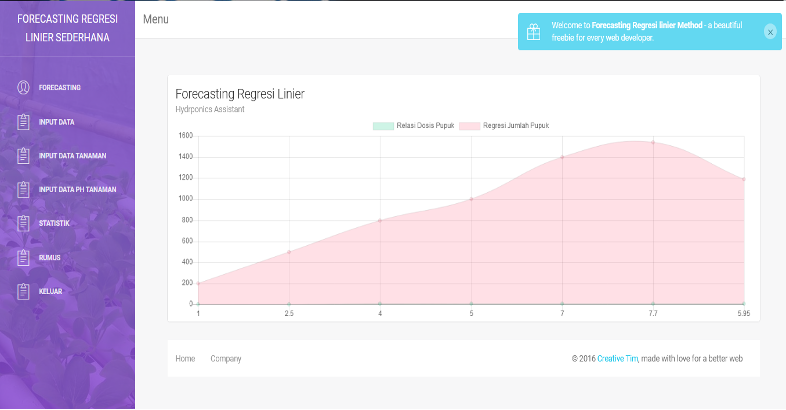 FORECASTING REGRESI
LINIER SEDERHANA
FORECASTING
INPUT DATA
INPUT DATA TANAMAN
INPUT DATA PH TANAMAN
STATISTIK
RUMUS
KELUAR
Menu
Welcome to Forecasting Regresi linier Method - a beautiful
freebie for every web developer.
x
Forecasting Regresi Linier
Hydrponics Assistant
Relasi Dosis Pupuk Regresi Jumlah Pupuk
1600
1400
1200
1000
800
600
400
200
0
1 2.5 4 5 7 7.7 5.95
Home Company © 2016 Creative Tim, made with love for a better web